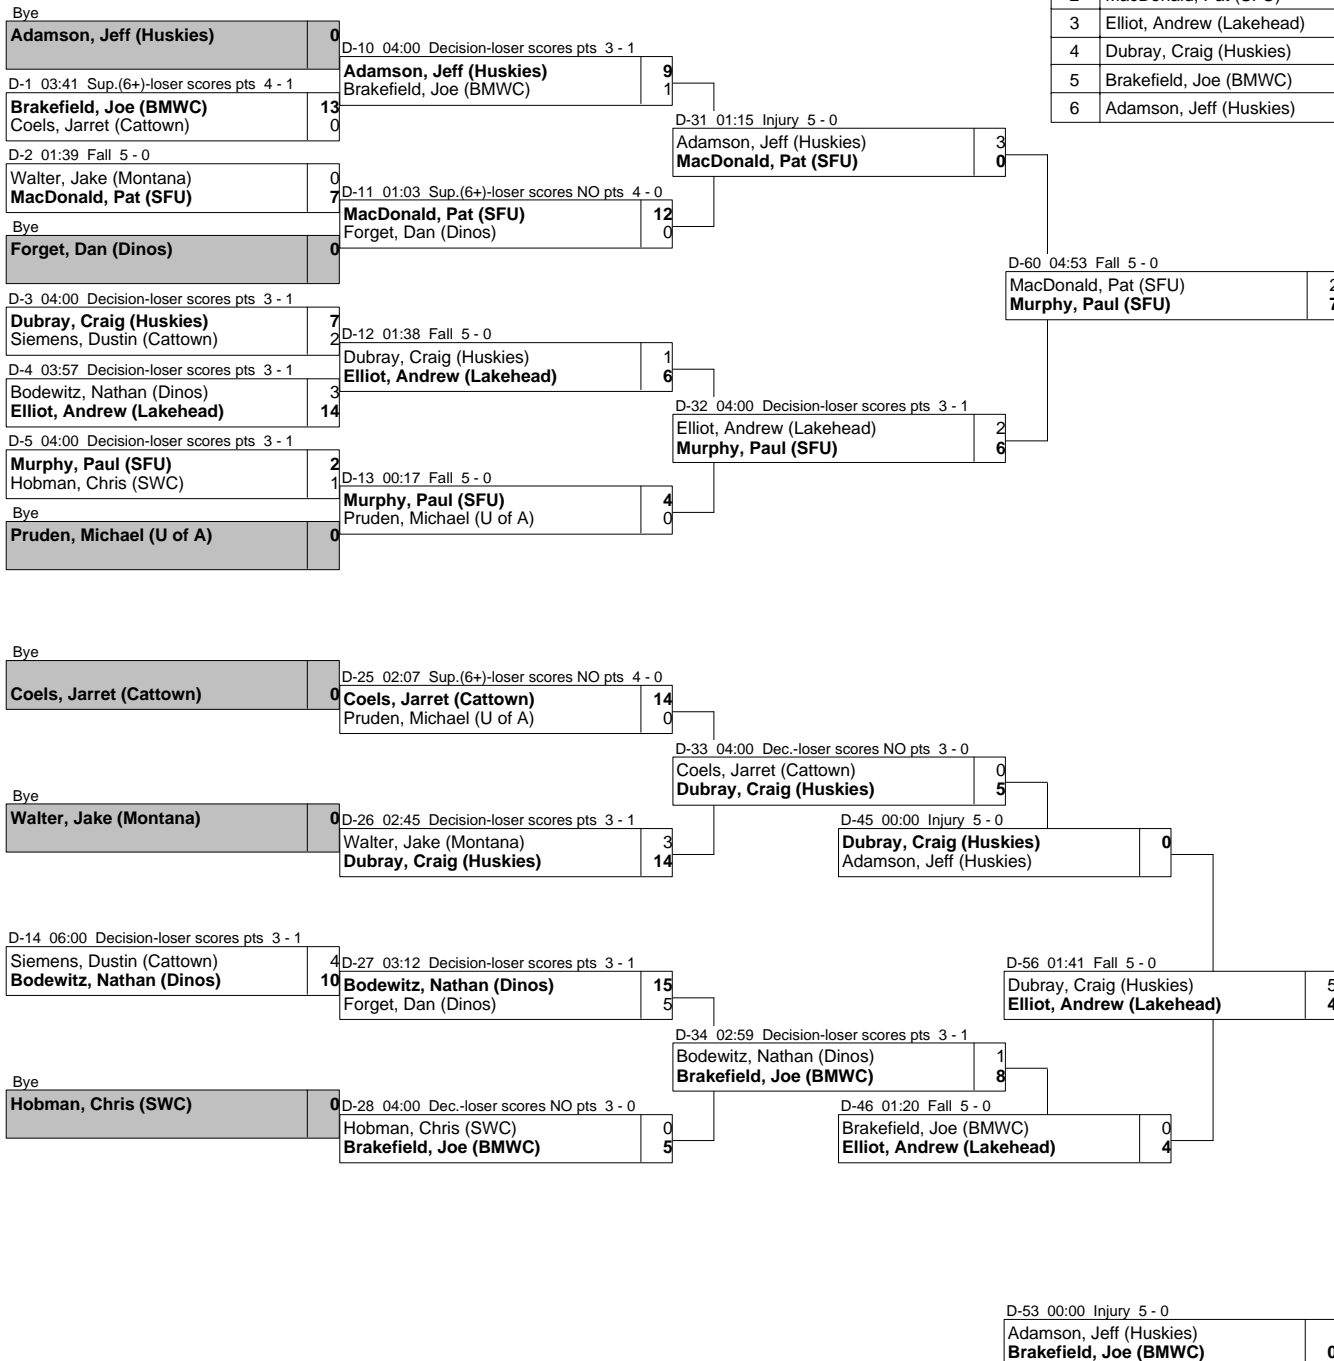 2 MacDonald, Pat (SFU)
3 Elliot, Andrew (Lakehead)
4 Dubray, Craig (Huskies)
5 Brakefield, Joe (BMWC)
6 Adamson, Jeff (Huskies)
Bye
Adamson, Jeff (Huskies) 0
D-1 03:41 Sup.(6+)-loser scores pts 4 - 1
Brakefield, Joe (BMWC) 13
Coels, Jarret (Cattown) 0
D-2 01:39 Fall 5 - 0
Walter, Jake (Montana) 0
MacDonald, Pat (SFU) 7
Bye
Forget, Dan (Dinos) 0
D-3 04:00 Decision-loser scores pts 3 - 1
Dubray, Craig (Huskies) 7
Siemens, Dustin (Cattown) 2
D-4 03:57 Decision-loser scores pts 3 - 1
Bodewitz, Nathan (Dinos) 3
Elliot, Andrew (Lakehead) 14
D-5 04:00 Decision-loser scores pts 3 - 1
Murphy, Paul (SFU) 2
Hobman, Chris (SWC) 1
Bye
Pruden, Michael (U of A) 0
D-10 04:00 Decision-loser scores pts 3 - 1
Adamson, Jeff (Huskies) 9
Brakefield, Joe (BMWC) 1
D-11 01:03 Sup.(6+)-loser scores NO pts 4 - 0
MacDonald, Pat (SFU) 12
Forget, Dan (Dinos) 0
D-12 01:38 Fall 5 - 0
Dubray, Craig (Huskies) 1
Elliot, Andrew (Lakehead) 6
D-13 00:17 Fall 5 - 0
Murphy, Paul (SFU) 4
Pruden, Michael (U of A) 0
D-31 01:15 Injury 5 - 0
Adamson, Jeff (Huskies) 3
MacDonald, Pat (SFU) 0
D-32 04:00 Decision-loser scores pts 3 - 1
Elliot, Andrew (Lakehead) 2
Murphy, Paul (SFU) 6
D-60 04:53 Fall 5 - 0
MacDonald, Pat (SFU) 2
Murphy, Paul (SFU) 7
Bye
Coels, Jarret (Cattown) 0
Bye
Walter, Jake (Montana) 0
D-14 06:00 Decision-loser scores pts 3 - 1
Siemens, Dustin (Cattown) 4
Bodewitz, Nathan (Dinos) 10
Bye
Hobman, Chris (SWC) 0
D-25 02:07 Sup.(6+)-loser scores NO pts 4 - 0
Coels, Jarret (Cattown) 14
Pruden, Michael (U of A) 0
D-26 02:45 Decision-loser scores pts 3 - 1
Walter, Jake (Montana) 3
Dubray, Craig (Huskies) 14
D-27 03:12 Decision-loser scores pts 3 - 1
Bodewitz, Nathan (Dinos) 15
Forget, Dan (Dinos) 5
D-28 04:00 Dec.-loser scores NO pts 3 - 0
Hobman, Chris (SWC) 0
Brakefield, Joe (BMWC) 5
D-33 04:00 Dec.-loser scores NO pts 3 - 0
Coels, Jarret (Cattown) 0
Dubray, Craig (Huskies) 5
D-34 02:59 Decision-loser scores pts 3 - 1
Bodewitz, Nathan (Dinos) 1
Brakefield, Joe (BMWC) 8
D-45 00:00 Injury 5 - 0
Dubray, Craig (Huskies) 0
Adamson, Jeff (Huskies)
D-46 01:20 Fall 5 - 0
Brakefield, Joe (BMWC) 0
Elliot, Andrew (Lakehead) 4
D-56 01:41 Fall 5 - 0
Dubray, Craig (Huskies) 5
Elliot, Andrew (Lakehead) 4
D-53 00:00 Injury 5 - 0
Adamson, Jeff (Huskies)
Brakefield, Joe (BMWC) 0